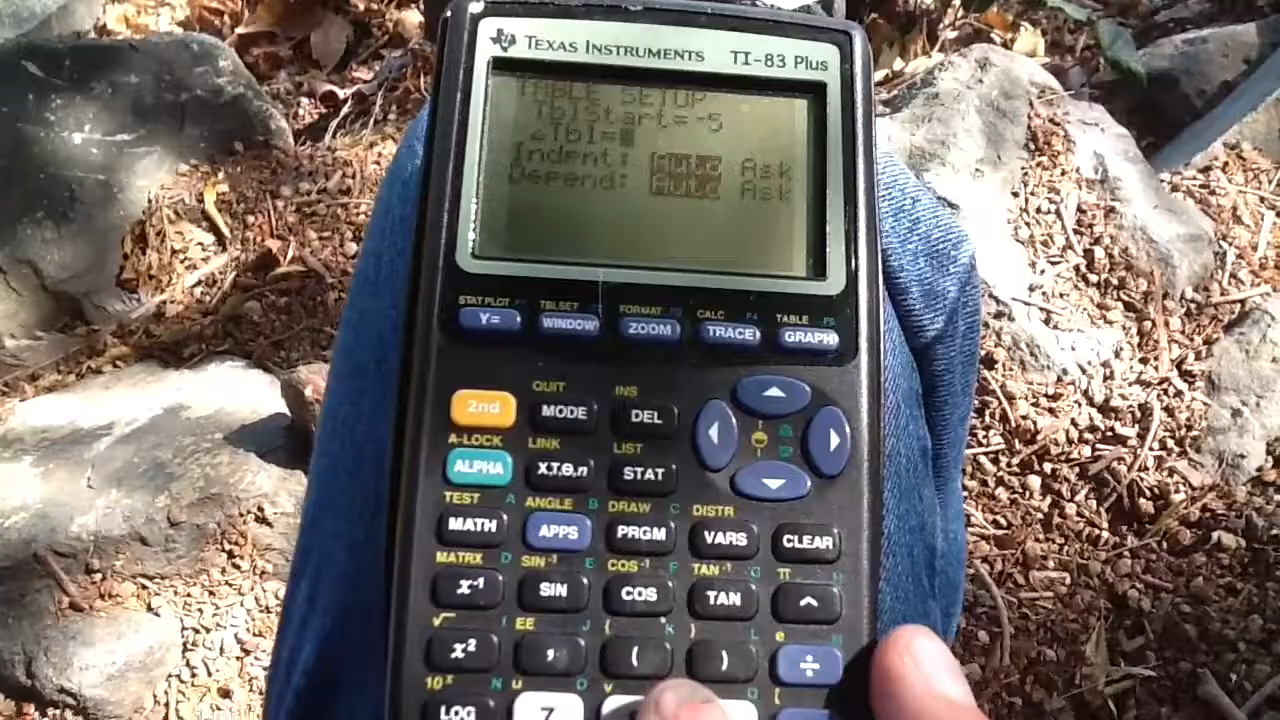 TEXAS INSTRUMENTS TI-83 Plus
TABLE SETUP
TblStart=-5
△Tbl=
Indpnt: Auto Ask
Depend: Auto Ask
STAT PLOT TBLSET FORMAT CALC F4 TABLE F5
Y= WINDOW ZOOM TRACE GRAPH
QUIT INS
2nd MODE DEL
A-LOCK LINK LIST
ALPHA X,T,Θ,n STAT
TEST A ANGLE B DRAW C DISTR
MATH APPS PRGM VARS CLEAR
MATRX D SIN⁻¹ E COS⁻¹ F TAN⁻¹ G π H
x⁻¹ SIN COS TAN ^
√ I EE J { K } L e M
x² , ( ) ÷
10ˣ N u O v Q [
LOG 7